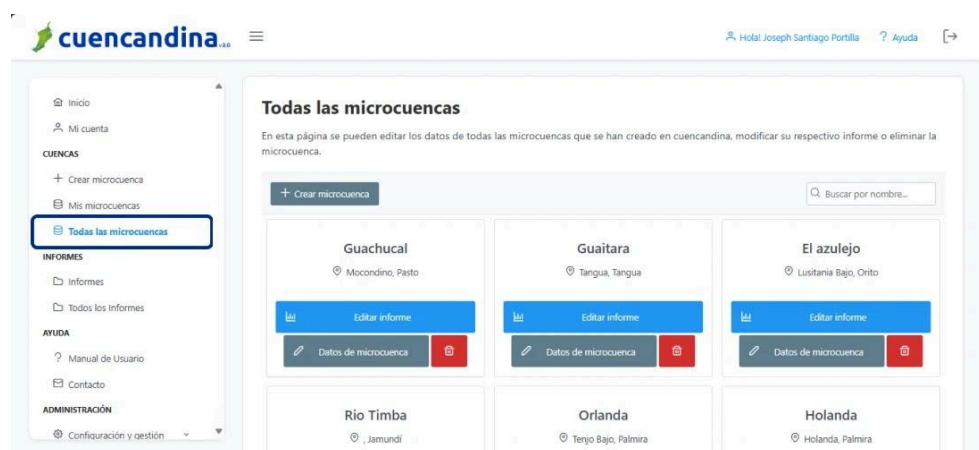 cuencandina v.2.0
Hola! Joseph Santiago Portilla
? Ayuda
Inicio
Mi cuenta
CUENCAS
+ Crear microcuenca
Mis microcuencas
Todas las microcuencas
INFORMES
Informes
Todos los Informes
AYUDA
? Manual de Usuario
Contacto
ADMINISTRACIÓN
Configuración y gestión
Todas las microcuencas
En esta página se pueden editar los datos de todas las microcuencas que se han creado en cuencandina, modificar su respectivo informe o eliminar la
microcuenca.
+ Crear microcuenca
Buscar por nombre...
Guachucal
Mocondino, Pasto
Editar informe
Datos de microcuenca
Guaitara
Tangua, Tangua
Editar informe
Datos de microcuenca
El azulejo
Lusitania Bajo, Orito
Editar informe
Datos de microcuenca
Rio Timba
, Jamundí
Orlanda
Tenjo Bajo, Palmira
Holanda
Holanda, Palmira